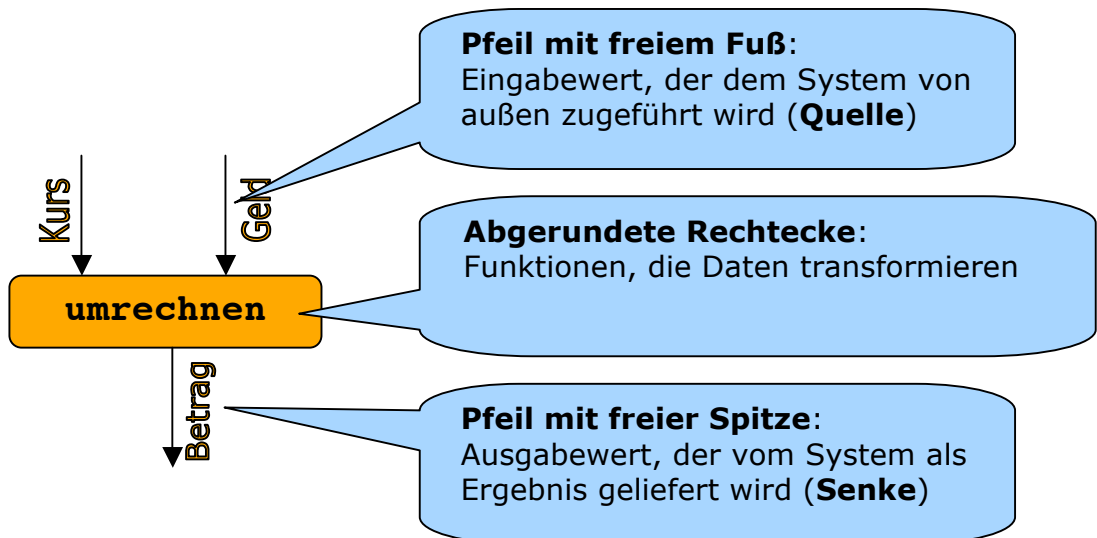 Pfeil mit freiem Fuß:
Eingabewert, der dem System von
außen zugeführt wird (Quelle)
Kurs
Geld
Abgerundete Rechtecke:
Funktionen, die Daten transformieren
umrechnen
Betrag
Pfeil mit freier Spitze:
Ausgabewert, der vom System als
Ergebnis geliefert wird (Senke)